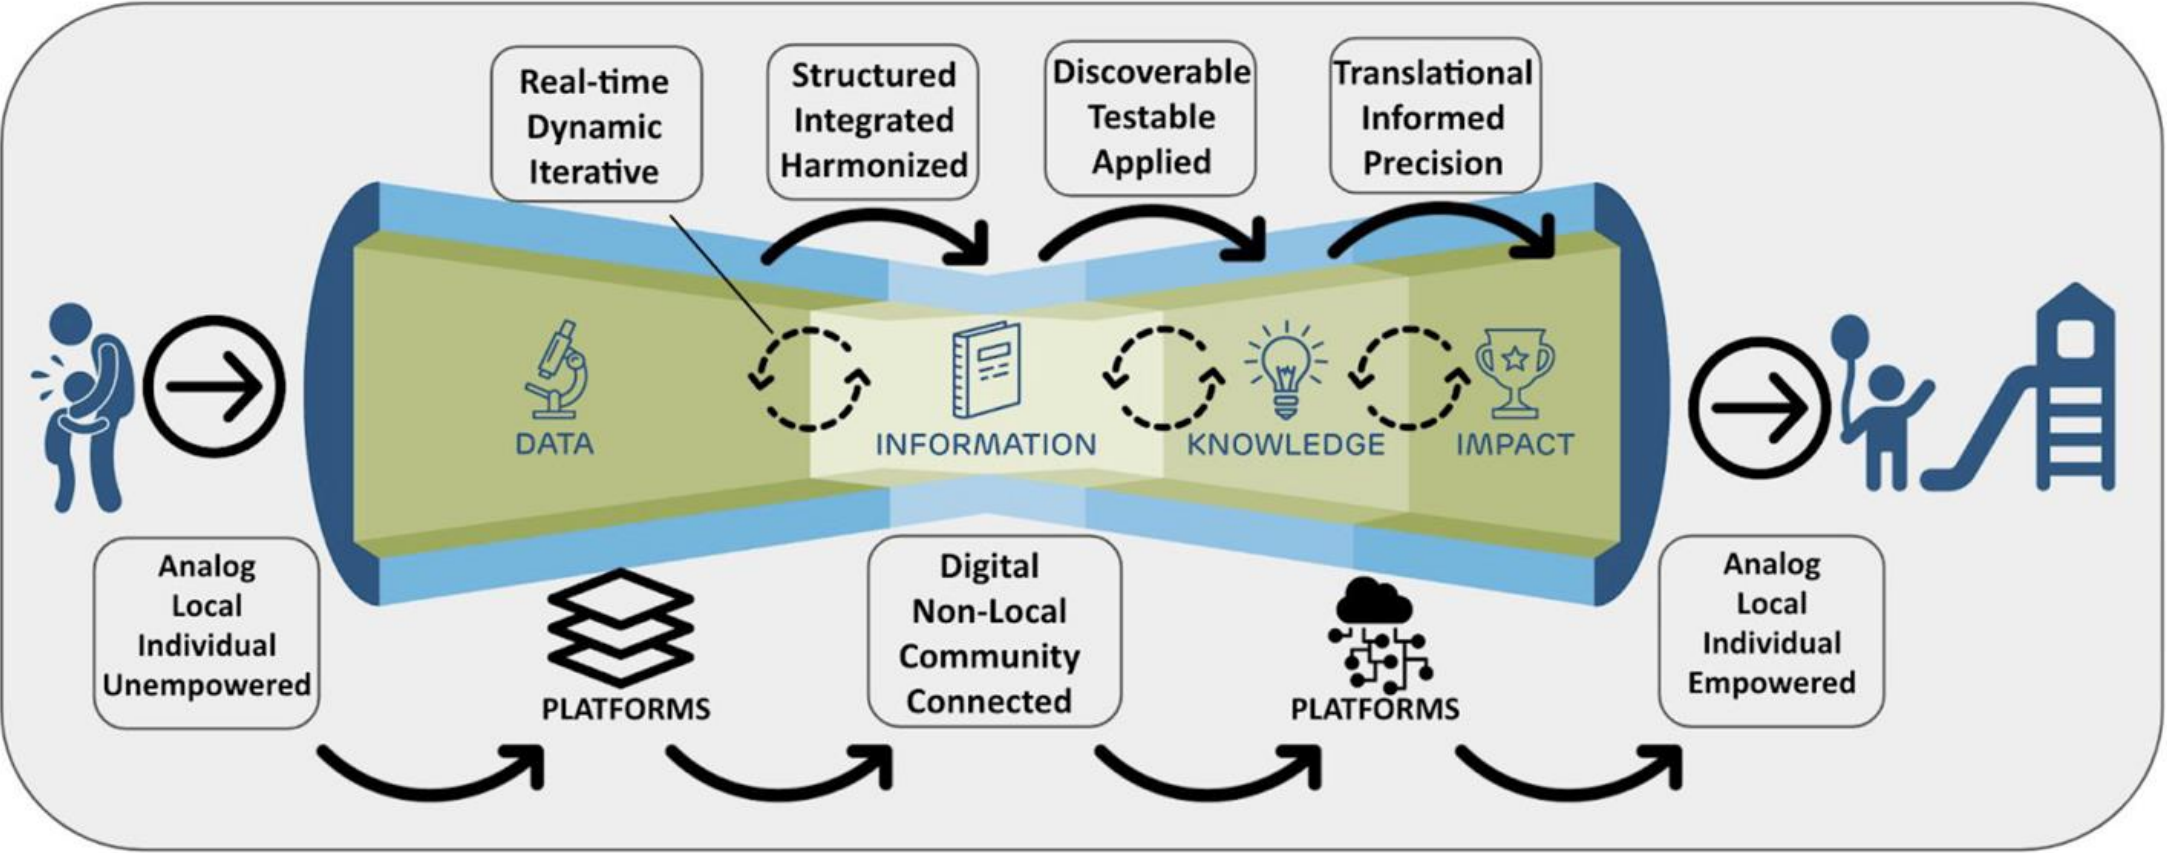 Real-time
Dynamic
Iterative
Structured
Integrated
Harmonized
Discoverable
Testable
Applied
Translational
Informed
Precision
DATA
INFORMATION
KNOWLEDGE
IMPACT
Analog
Local
Individual
Unempowered
PLATFORMS
Digital
Non-Local
Community
Connected
PLATFORMS
Analog
Local
Individual
Empowered